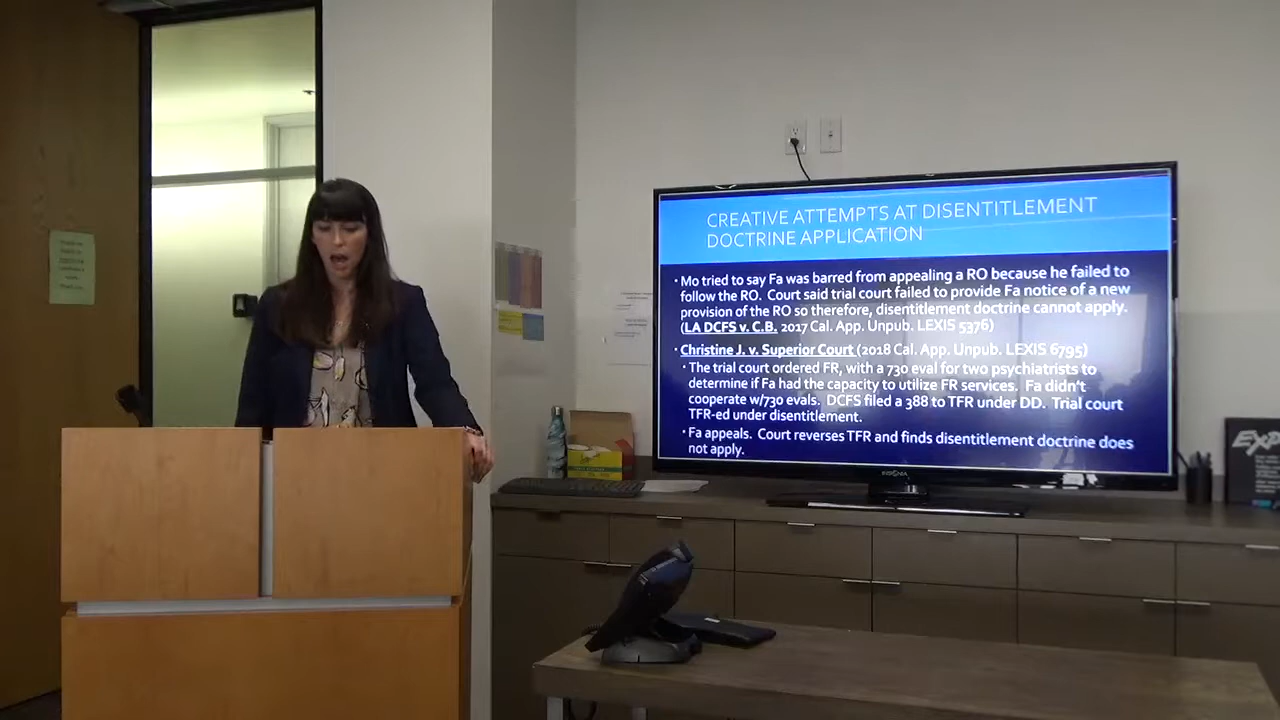 CREATIVE ATTEMPTS AT DISENTITLEMENT
DOCTRINE APPLICATION
• Mo tried to say Fa was barred from appealing a RO because he failed to
follow the RO. Court said trial court failed to provide Fa notice of a new
provision of the RO so therefore, disentitlement doctrine cannot apply.
(LA DCFS v. C.B. 2017 Cal. App. Unpub. LEXIS 5376)
• Christine J. v. Superior Court (2018 Cal. App. Unpub. LEXIS 6795)
• The trial court ordered FR, with a 730 eval for two psychiatrists to
determine if Fa had the capacity to utilize FR services. Fa didn't
cooperate w/730 evals. DCFS filed a 388 to TFR under DD. Trial court
TFR-ed under disentitlement.
• Fa appeals. Court reverses TFR and finds disentitlement doctrine does
not apply.
INSIGNIA